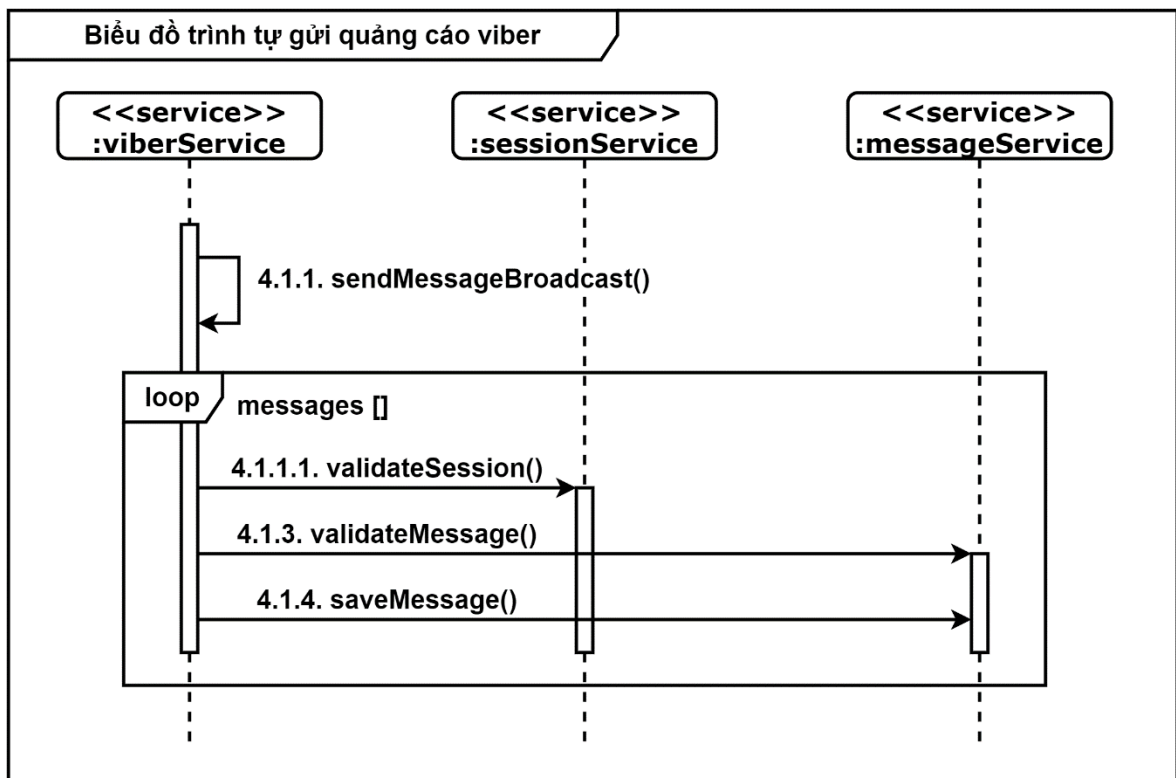 Biểu đồ trình tự gửi quảng cáo viber
<<service>>
:viberService
<<service>>
:sessionService
<<service>>
:messageService
4.1.1. sendMessageBroadcast()
loop
messages []
4.1.1.1. validateSession()
4.1.3. validateMessage()
4.1.4. saveMessage()